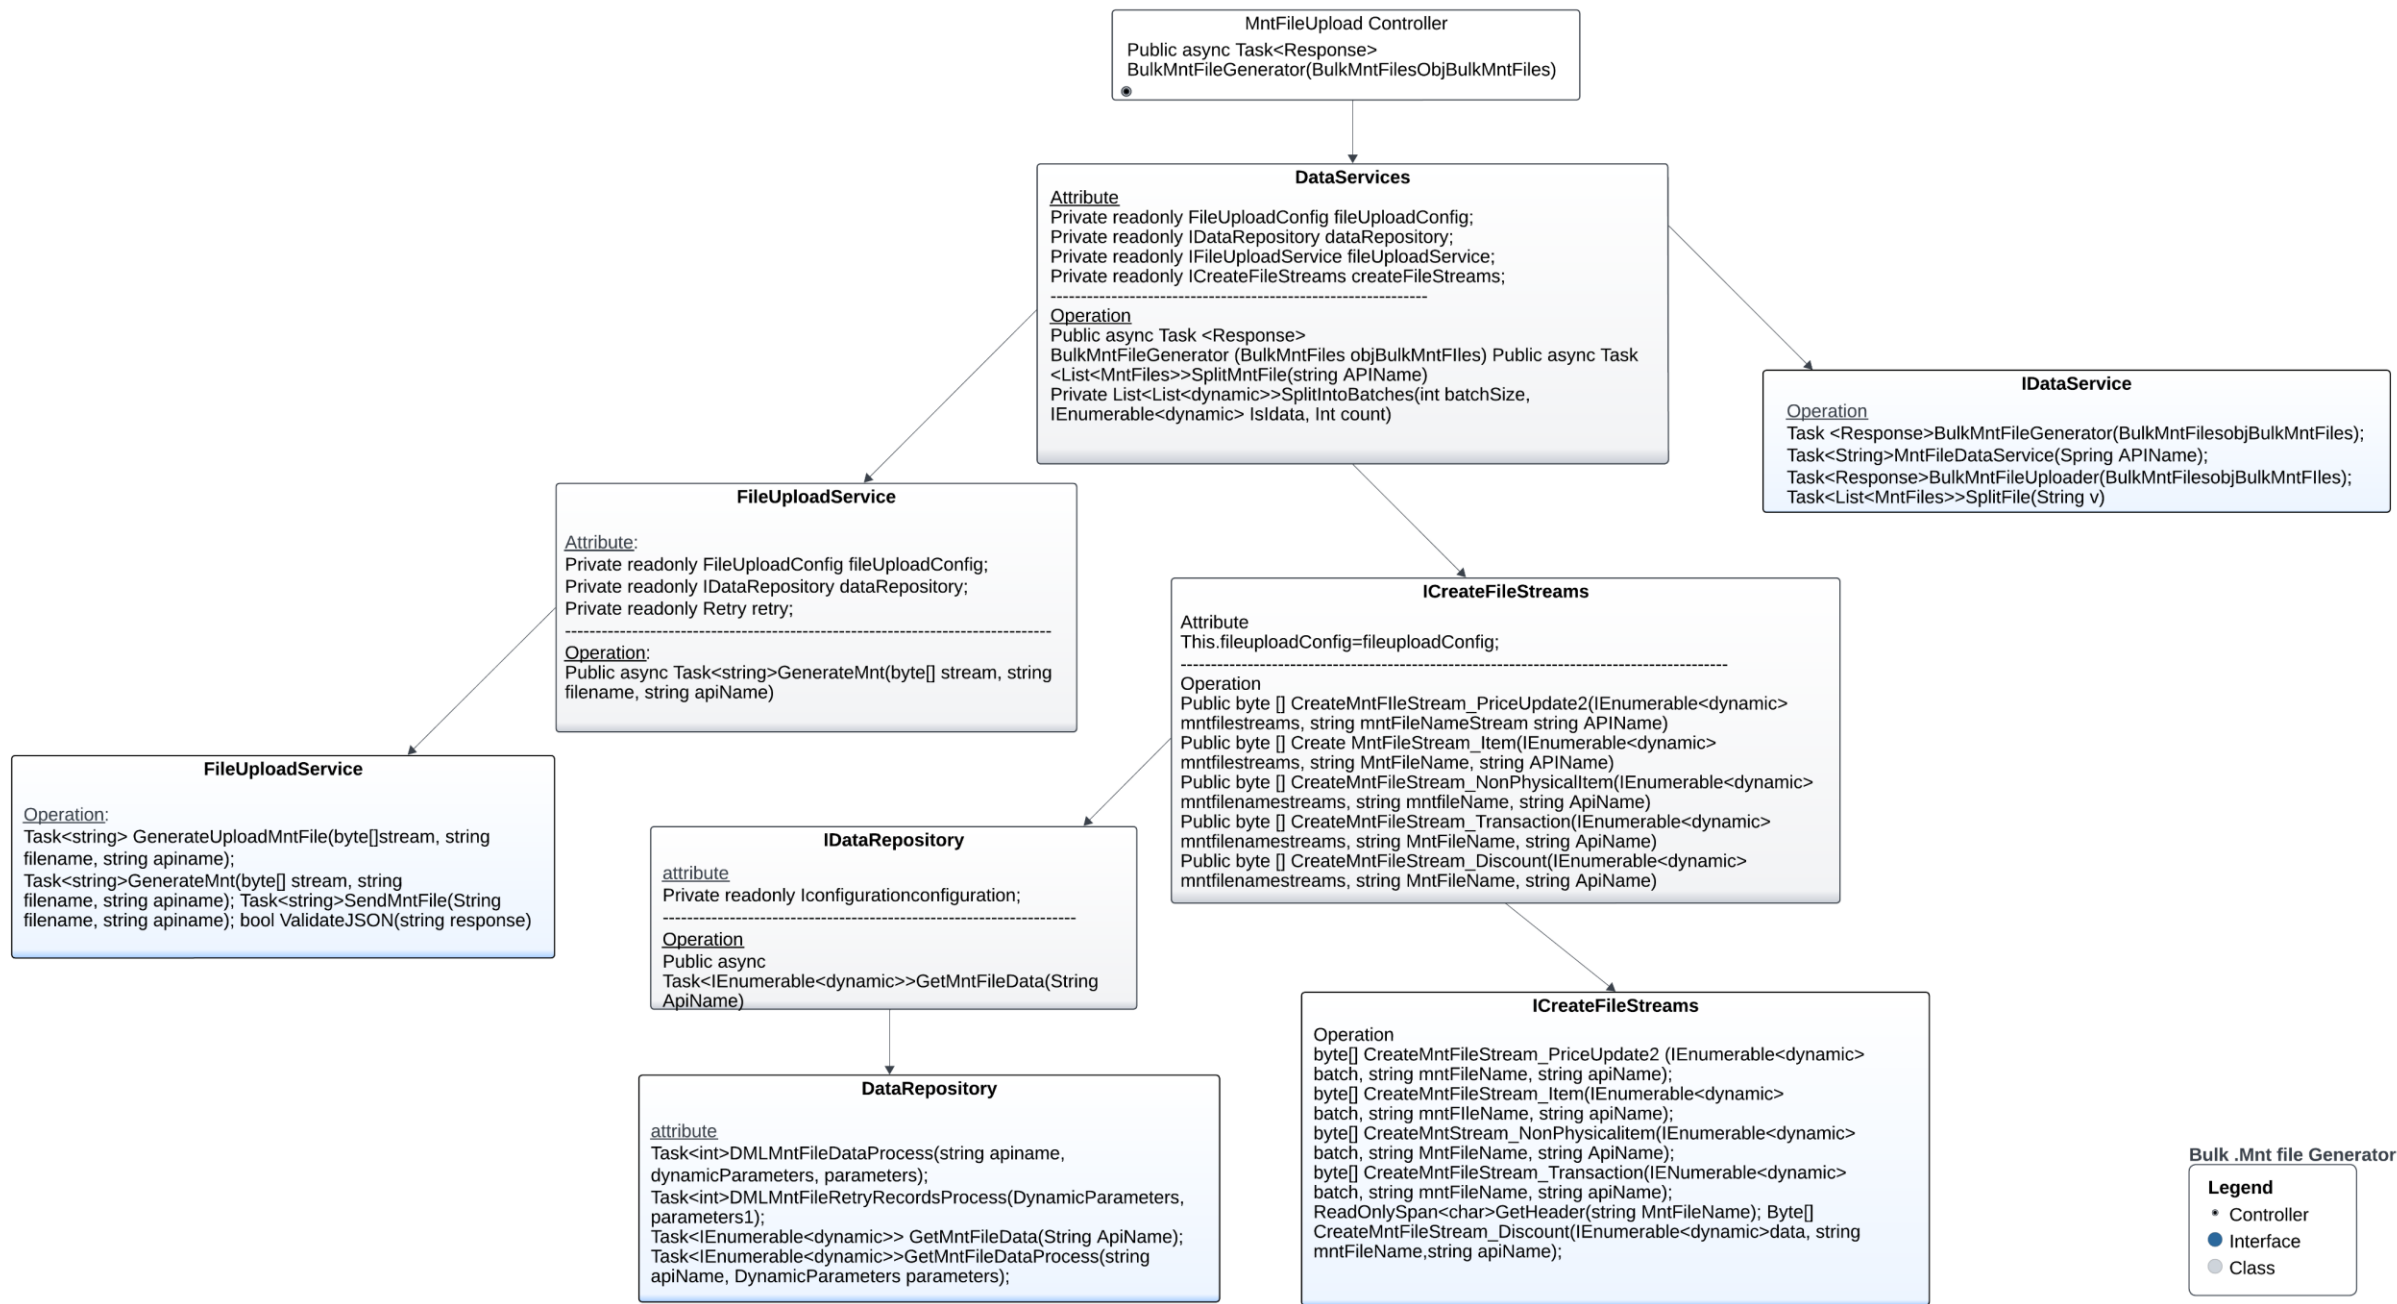 MntFileUpload Controller
Public async Task<Response>
BulkMntFileGenerator(BulkMntFilesObjBulkMntFiles)
DataServices
Attribute
Private readonly FileUploadConfig fileUploadConfig;
Private readonly IDataRepository dataRepository;
Private readonly IFileUploadService fileUploadService;
Private readonly ICreateFileStreams createFileStreams;
---------------------------------------------------------------
Operation
Public async Task <Response>
BulkMntFileGenerator (BulkMntFiles objBulkMntFIles) Public async Task
<List<MntFiles>>SplitMntFile(string APIName)
Private List<List<dynamic>>SplitIntoBatches(int batchSize,
IEnumerable<dynamic> IsIdata, Int count)
IDataService
Operation
Task <Response>BulkMntFileGenerator(BulkMntFilesobjBulkMntFiles);
Task<String>MntFileDataService(Spring APIName);
Task<Response>BulkMntFileUploader(BulkMntFilesobjBulkMntFIles);
Task<List<MntFiles>>SplitFile(String v)
FileUploadService
Attribute:
Private readonly FileUploadConfig fileUploadConfig;
Private readonly IDataRepository dataRepository;
Private readonly Retry retry;
---------------------------------------------------------------------------------
Operation:
Public async Task<string>GenerateMnt(byte[] stream, string
filename, string apiName)
ICreateFileStreams
Attribute
This.fileuploadConfig=fileuploadConfig;
-------------------------------------------------------------------------------------------
Operation
Public byte [] CreateMntFIleStream_PriceUpdate2(IEnumerable<dynamic>
mntfilestreams, string mntFileNameStream string APIName)
Public byte [] Create MntFileStream_Item(IEnumerable<dynamic>
mntfilestreams, string MntFileName, string APIName)
Public byte [] CreateMntFileStream_NonPhysicalItem(IEnumerable<dynamic>
mntfilenamestreams, string mntfileName, string ApiName)
Public byte [] CreateMntFileStream_Transaction(IEnumerable<dynamic>
mntfilenamestreams, string MntFileName, string ApiName)
Public byte [] CreateMntFileStream_Discount(IEnumerable<dynamic>
mntfilenamestreams, string MntFileName, string ApiName)
FileUploadService
Operation:
Task<string> GenerateUploadMntFile(byte[]stream, string
filename, string apiname);
Task<string>GenerateMnt(byte[] stream, string
filename, string apiname); Task<string>SendMntFile(String
filename, string apiname); bool ValidateJSON(string response)
IDataRepository
attribute
Private readonly Iconfigurationconfiguration;
---------------------------------------------------------------------
Operation
Public async
Task<IEnumerable<dynamic>>GetMntFileData(String
ApiName)
DataRepository
attribute
Task<int>DMLMntFileDataProcess(string apiname,
dynamicParameters, parameters);
Task<int>DMLMntFileRetryRecordsProcess(DynamicParameters,
parameters1);
Task<IEnumerable<dynamic>> GetMntFileData(String ApiName);
Task<IEnumerable<dynamic>>GetMntFileDataProcess(string
apiName, DynamicParameters parameters);
ICreateFileStreams
Operation
byte[] CreateMntFileStream_PriceUpdate2 (IEnumerable<dynamic>
batch, string mntFileName, string apiName);
byte[] CreateMntFileStream_Item(IEnumerable<dynamic>
batch, string mntFIleName, string apiName);
byte[] CreateMntStream_NonPhysicalitem(IEnumerable<dynamic>
batch, string MntFileName, string ApiName);
byte[] CreateMntFileStream_Transaction(IENumerable<dynamic>
batch, string mntFileName, string apiName);
ReadOnlySpan<char>GetHeader(string MntFileName); Byte[]
CreateMntFileStream_Discount(IEnumerable<dynamic>data, string
mntFileName,string apiName);
Bulk .Mnt file Generator
Legend
Controller
Interface
Class